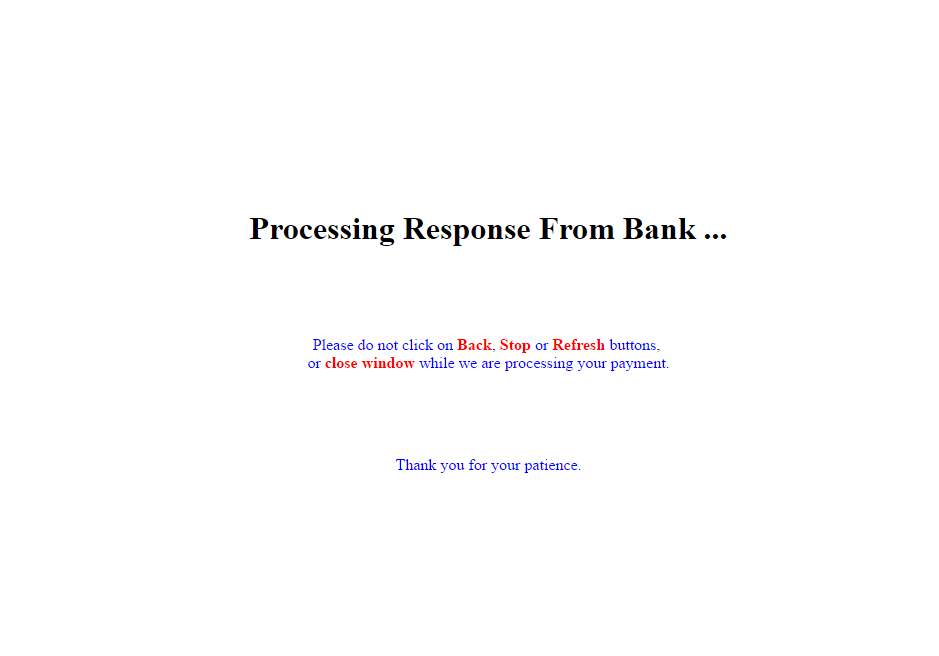 Processing Response From Bank ...
Please do not click on Back, Stop or Refresh buttons,
or close window while we are processing your payment.
Thank you for your patience.